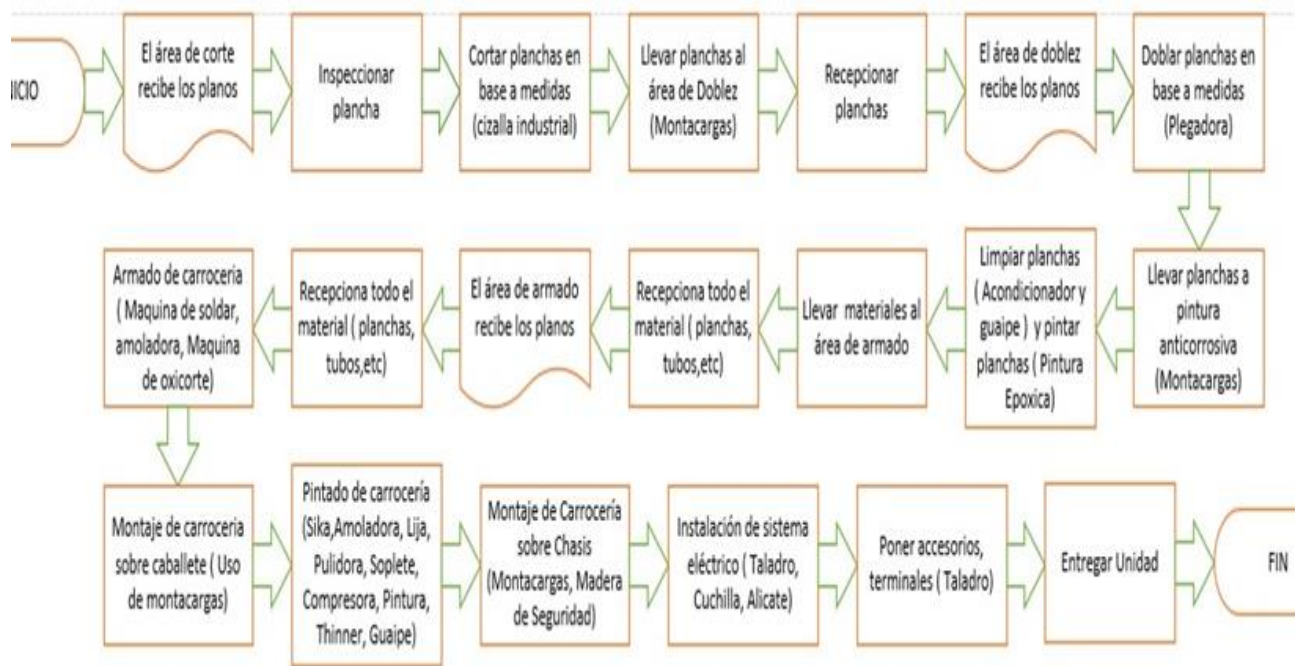 El área de corte
recibe los planos
Inspeccionar
plancha
Cortar planchas en
base a medidas
(cizalla industrial)
Llevar planchas al
área de Doblez
(Montacargas)
Recepcionar
planchas
El área de doblez
recibe los planos
Doblar planchas en
base a medidas
(Plegadora)
Llevar planchas a
pintura
anticorrosiva
(Montacargas)
Limpiar planchas
( Acondicionador y
guaipe ) y pintar
planchas ( Pintura
Epoxica)
Llevar materiales al
área de armado
Recepciona todo el
material ( planchas,
tubos,etc)
El área de armado
recibe los planos
Recepciona todo el
material ( planchas,
tubos,etc)
Armado de carroceria
( Maquina de soldar,
amoladora, Maquina
de oxicorte)
Montaje de carroceria
sobre caballete ( Uso
de montacargas)
Pintado de carrocería
(Sika,Amoladora, Lija,
Pulidora, Soplete,
Compresora, Pintura,
Thinner, Guaipe)
Montaje de Carrocería
sobre Chasis
(Montacargas, Madera
de Seguridad)
Instalación de sistema
eléctrico ( Taladro,
Cuchilla, Alicate)
Poner accesorios,
terminales ( Taladro)
Entregar Unidad
FIN